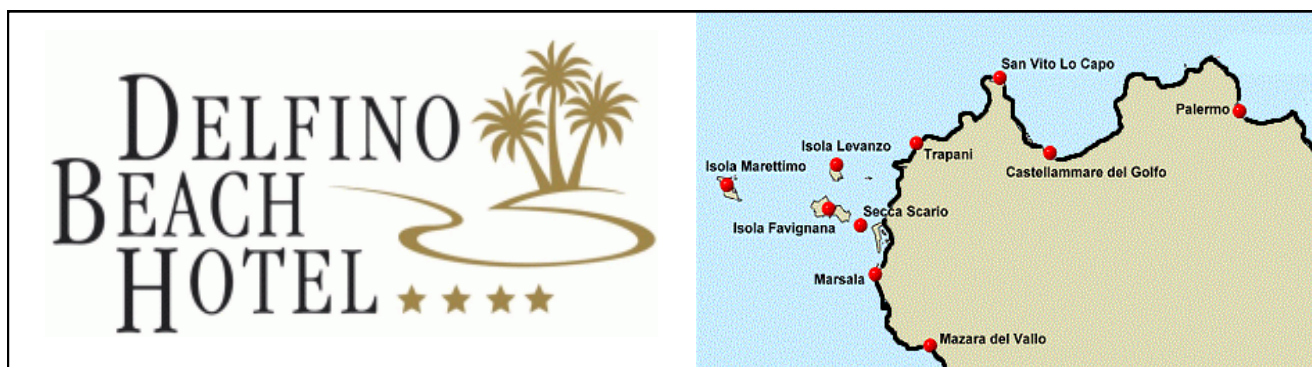 DELFINO
BEACH
HOTEL
San Vito Lo Capo
Palermo
Isola Levanzo
Trapani
Isola Marettimo
Castellammare del Golfo
Secca Scario
Isola Favignana
Marsala
Mazara del Vallo